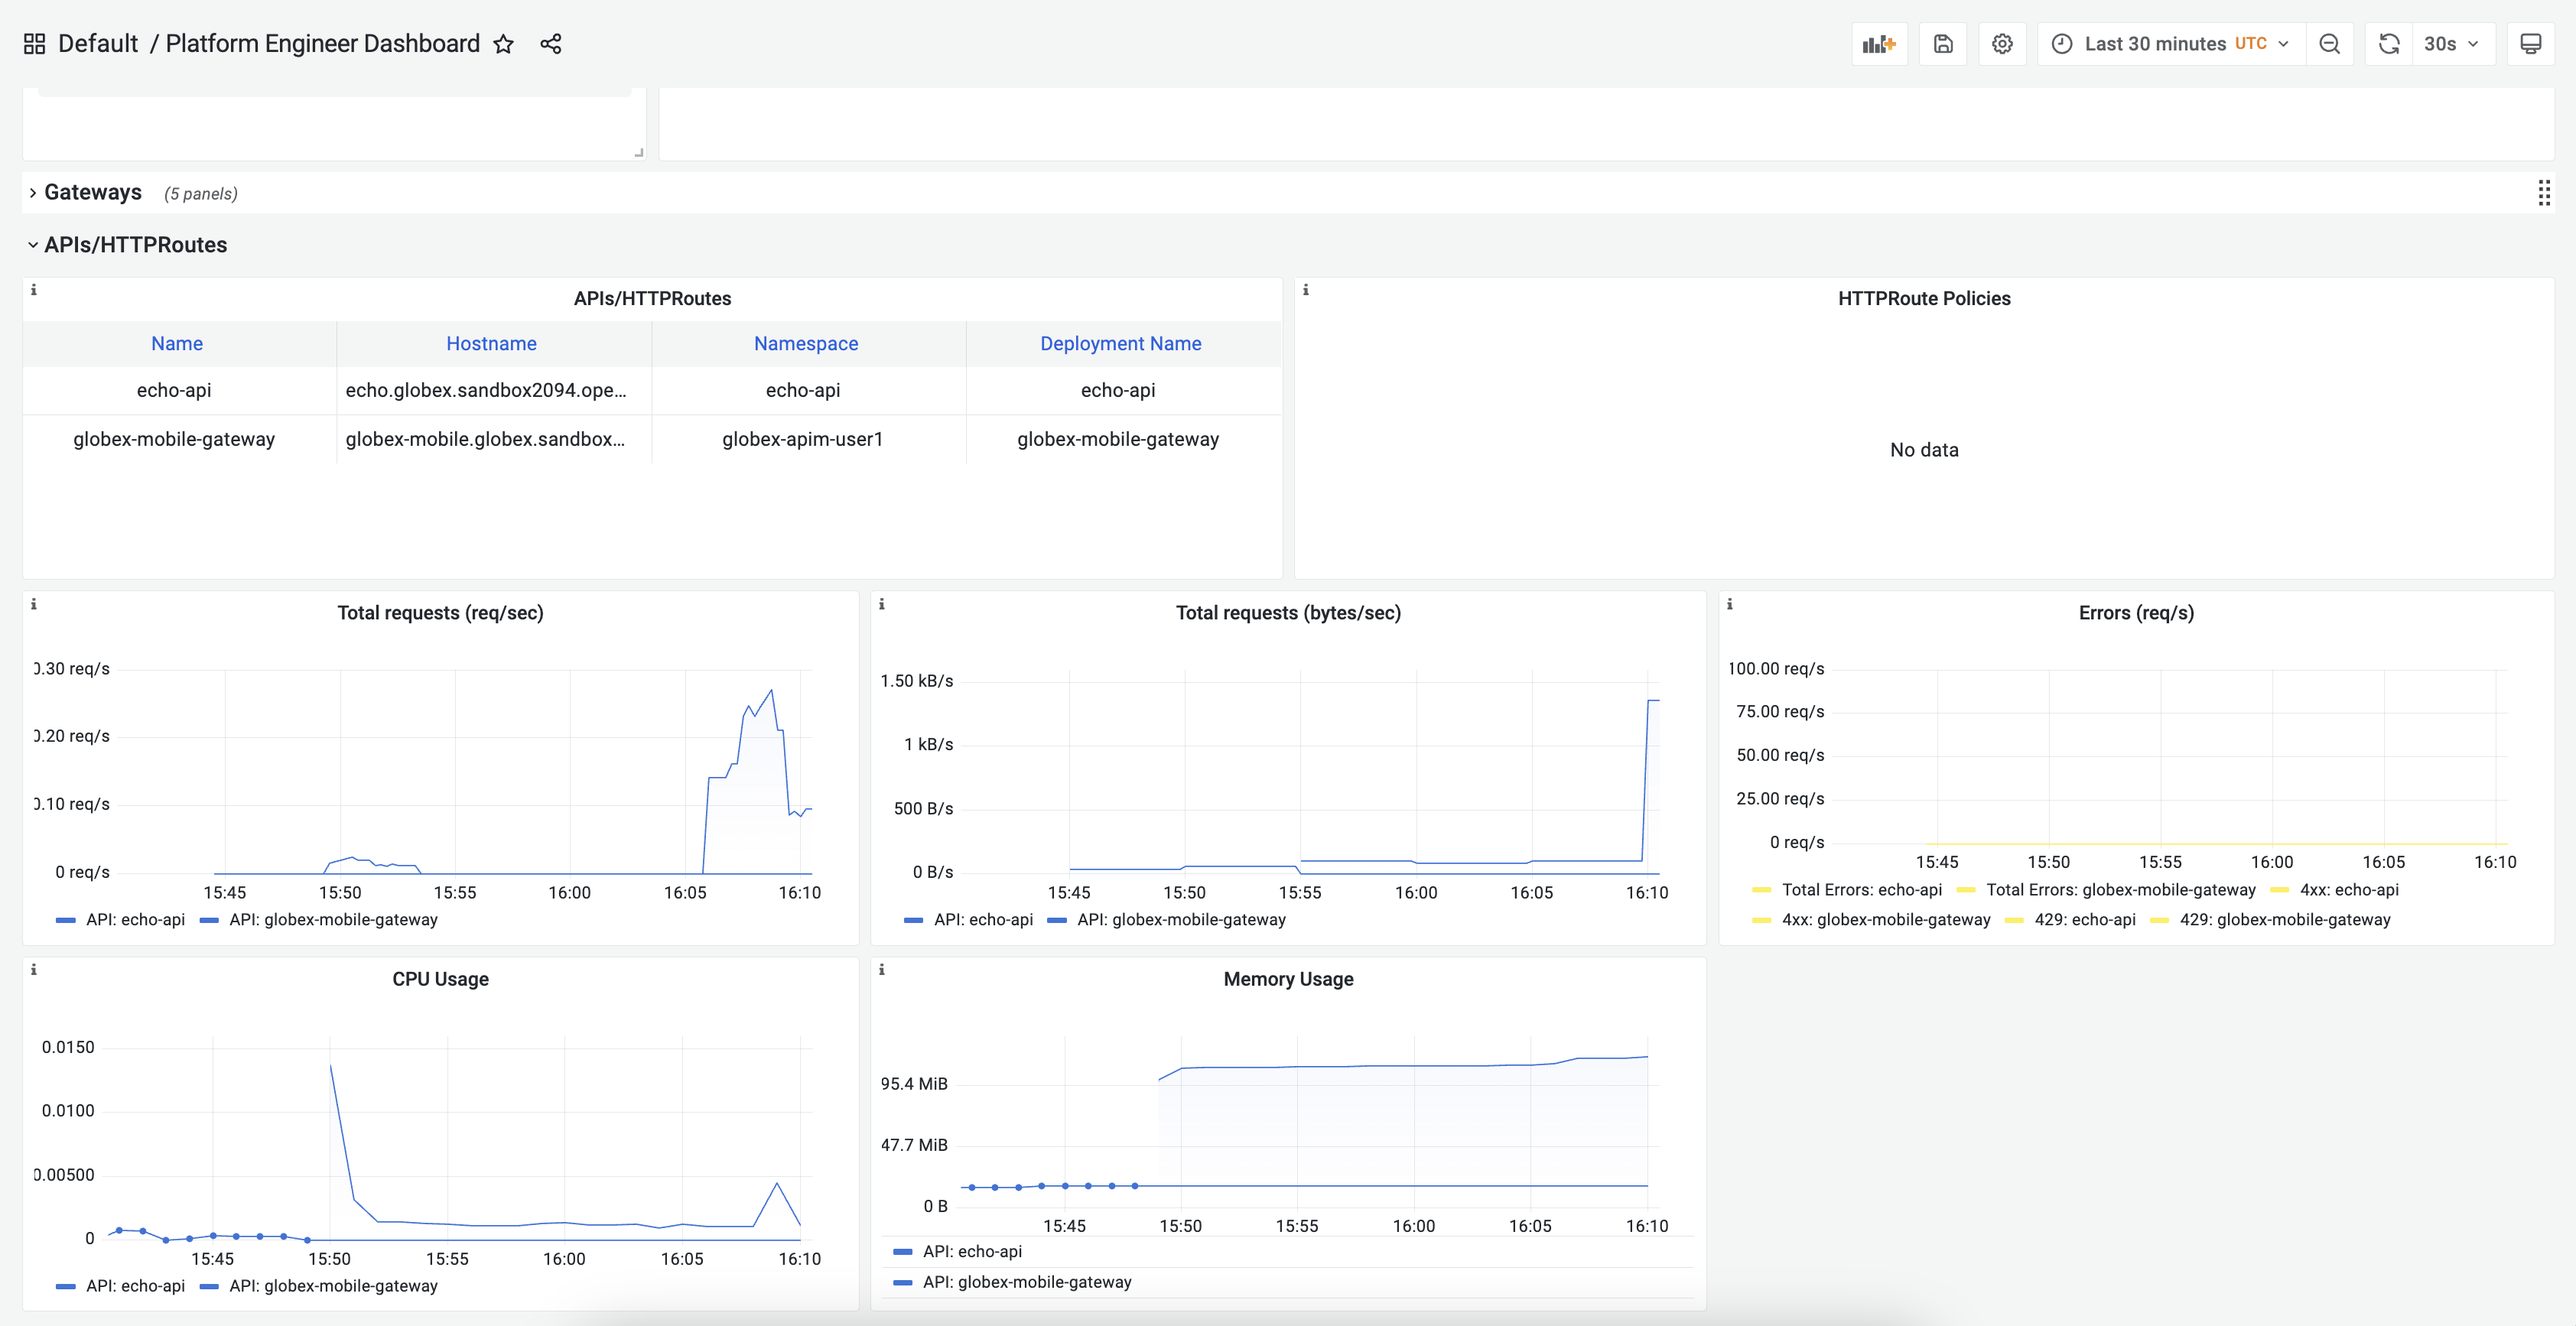 Default / Platform Engineer Dashboard
Last 30 minutes UTC
30s
Gateways (5 panels)
APIs/HTTPRoutes
APIs/HTTPRoutes
Name Hostname Namespace Deployment Name
echo-api echo.globex.sandbox2094.ope... echo-api echo-api
globex-mobile-gateway globex-mobile.globex.sandbox... globex-apim-user1 globex-mobile-gateway
HTTPRoute Policies
No data
Total requests (req/sec)
0.30 req/s
0.20 req/s
0.10 req/s
0 req/s
15:45 15:50 15:55 16:00 16:05 16:10
API: echo-api API: globex-mobile-gateway
Total requests (bytes/sec)
1.50 kB/s
1 kB/s
500 B/s
0 B/s
15:45 15:50 15:55 16:00 16:05 16:10
API: echo-api API: globex-mobile-gateway
Errors (req/s)
100.00 req/s
75.00 req/s
50.00 req/s
25.00 req/s
0 req/s
15:45 15:50 15:55 16:00 16:05 16:10
Total Errors: echo-api Total Errors: globex-mobile-gateway 4xx: echo-api
4xx: globex-mobile-gateway 429: echo-api 429: globex-mobile-gateway
CPU Usage
0.0150
0.0100
0.00500
0
15:45 15:50 15:55 16:00 16:05 16:10
API: echo-api API: globex-mobile-gateway
Memory Usage
95.4 MiB
47.7 MiB
0 B
15:45 15:50 15:55 16:00 16:05 16:10
API: echo-api
API: globex-mobile-gateway